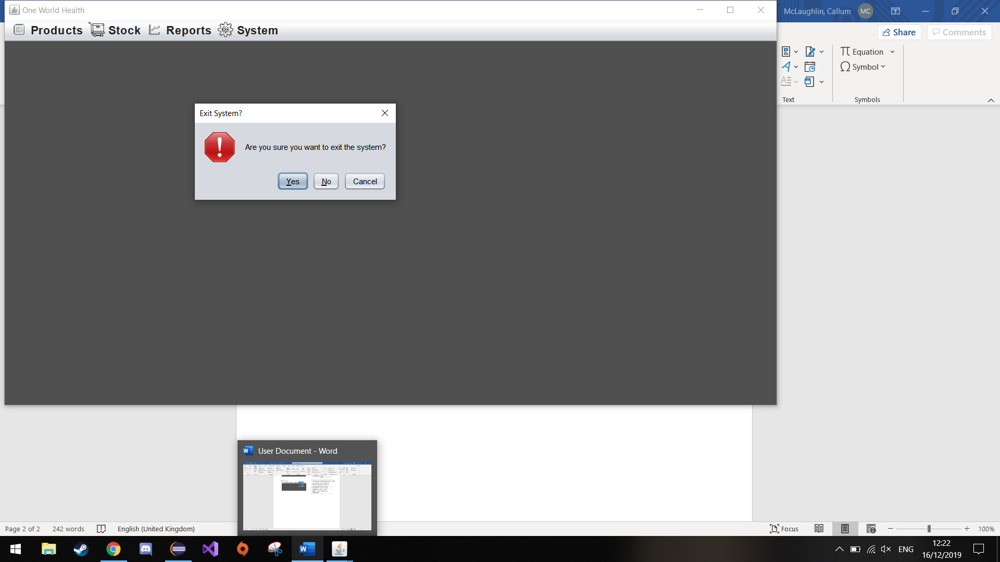 One World Health
McLaughlin, Callum MC
Products Stock Reports System
Share Comments
Equation
Symbol
Text Symbols
Exit System?
Are you sure you want to exit the system?
Yes No Cancel
User Document - Word
Page 2 of 2 242 words English (United Kingdom) Focus 100%
ENG
12:22
16/12/2019